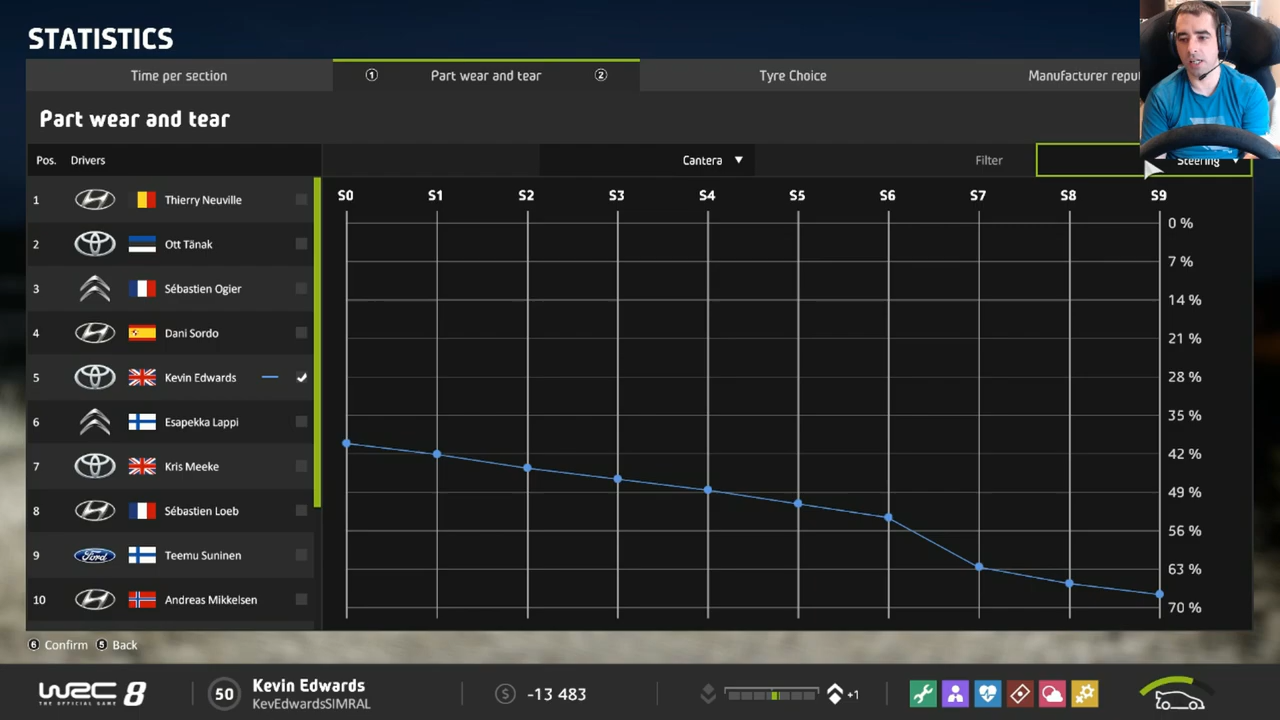 STATISTICS
① Part wear and tear ②
Time per section
Tyre Choice
Manufacturer repu
Part wear and tear
Pos. Drivers
Cantera ▼
Filter
Steering
S0 S1 S2 S3 S4 S5 S6 S7 S8 S9
1 Thierry Neuville
2 Ott Tänak
3 Sébastien Ogier
4 Dani Sordo
5 Kevin Edwards
6 Esapekka Lappi
7 Kris Meeke
8 Sébastien Loeb
9 Ford Teemu Suninen
10 Andreas Mikkelsen
0 %
7 %
14 %
21 %
28 %
35 %
42 %
49 %
56 %
63 %
70 %
⑥ Confirm ⑤ Back
WRC 8
THE OFFICIAL GAME
50
Kevin Edwards
KevEdwardsSIMRAL
-13 483
+1